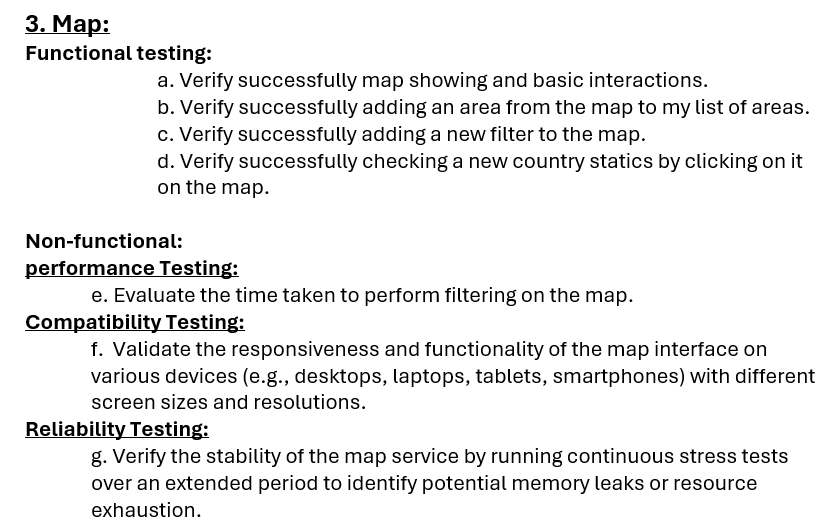 3. Map:
Functional testing:
a. Verify successfully map showing and basic interactions.
b. Verify successfully adding an area from the map to my list of areas.
c. Verify successfully adding a new filter to the map.
d. Verify successfully checking a new country statics by clicking on it
on the map.
Non-functional:
performance Testing:
e. Evaluate the time taken to perform filtering on the map.
Compatibility Testing:
f. Validate the responsiveness and functionality of the map interface on
various devices (e.g., desktops, laptops, tablets, smartphones) with different
screen sizes and resolutions.
Reliability Testing:
g. Verify the stability of the map service by running continuous stress tests
over an extended period to identify potential memory leaks or resource
exhaustion.